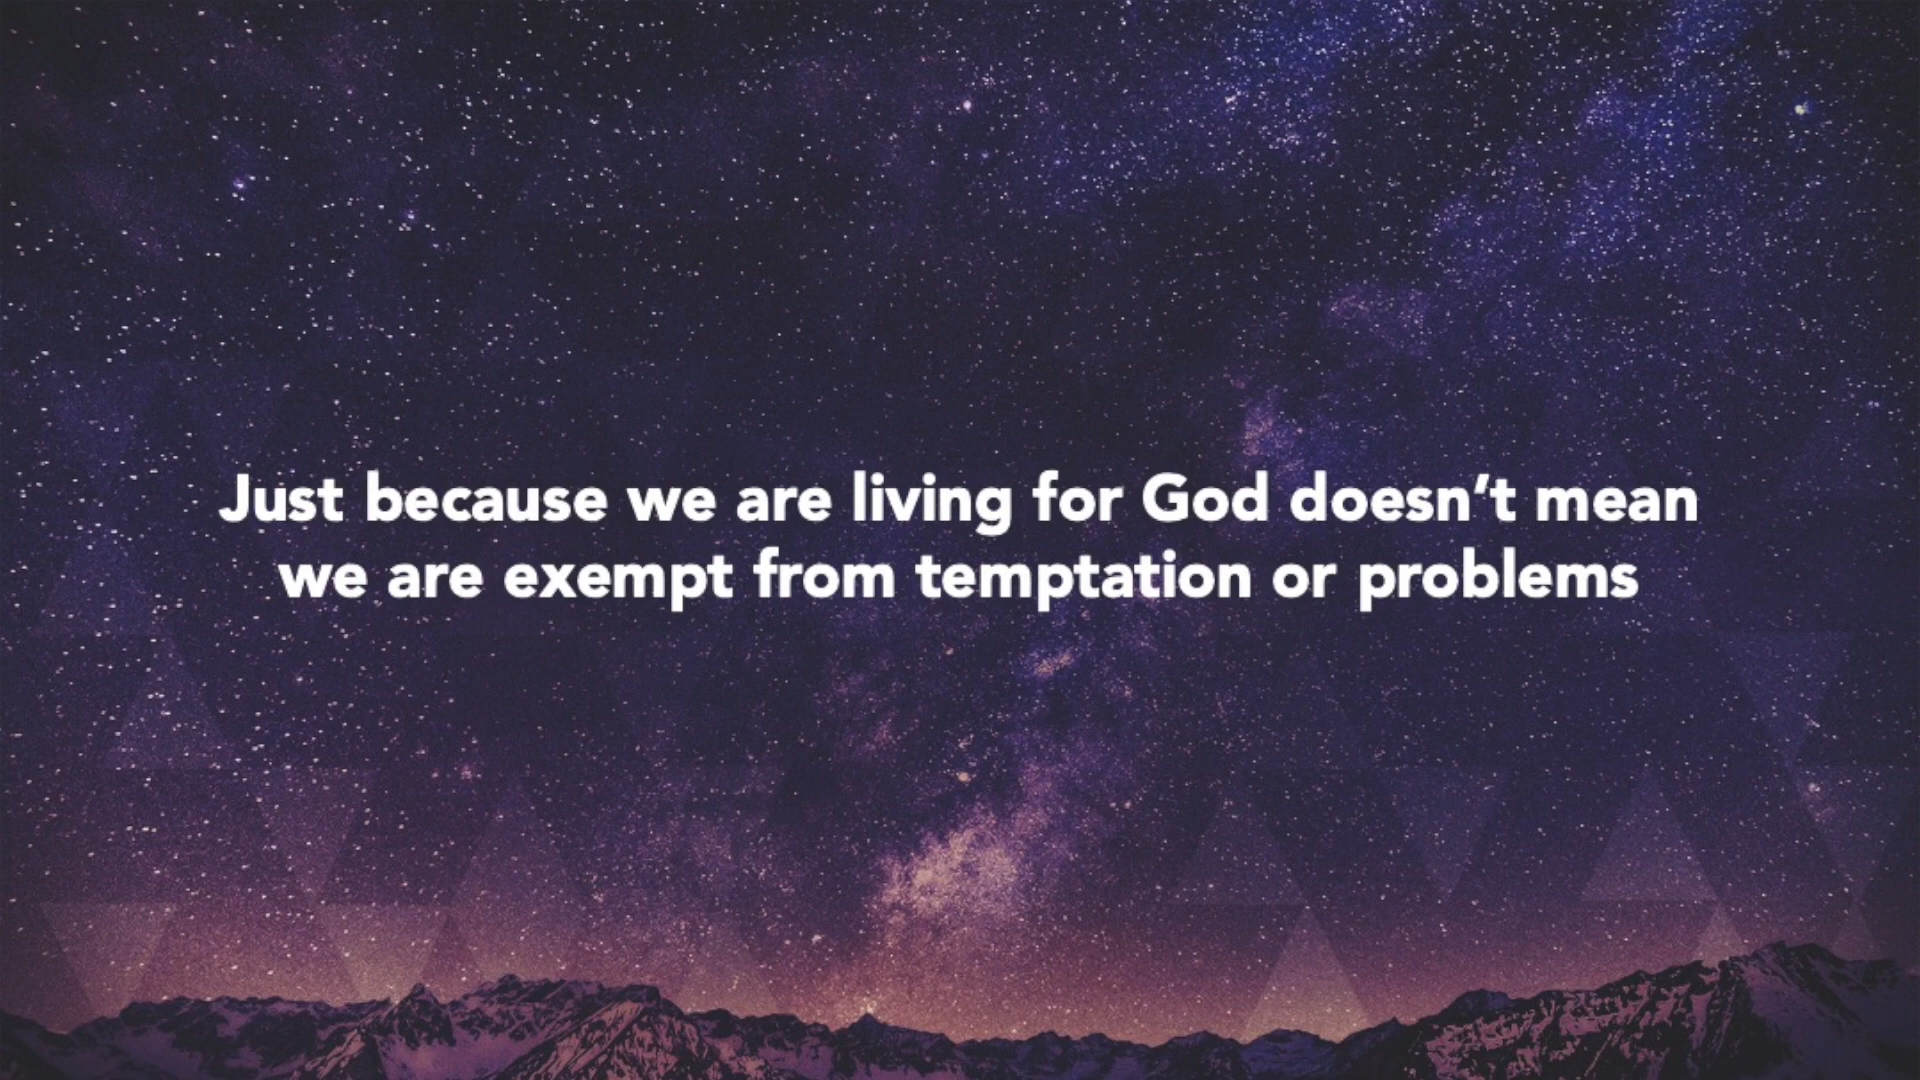 Just because we are living for God doesn’t mean
we are exempt from temptation or problems